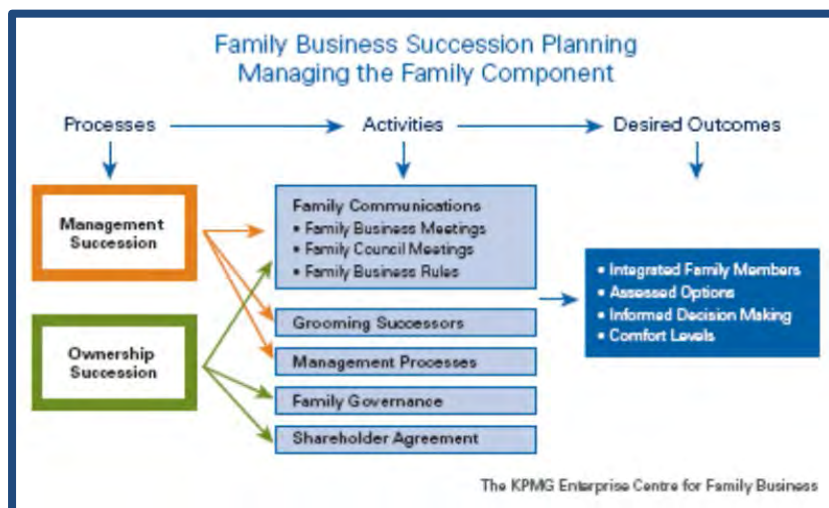 Family Business Succession Planning
Managing the Family Component
Processes
Activities
Desired Outcomes
Management
Succession
Ownership
Succession
Family Communications
• Family Business Meetings
• Family Council Meetings
• Family Business Rules
Grooming Successors
Management Processes
Family Governance
Shareholder Agreement
• Integrated Family Members
• Assessed Options
• Informed Decision Making
• Comfort Levels
The KPMG Enterprise Centre for Family Business